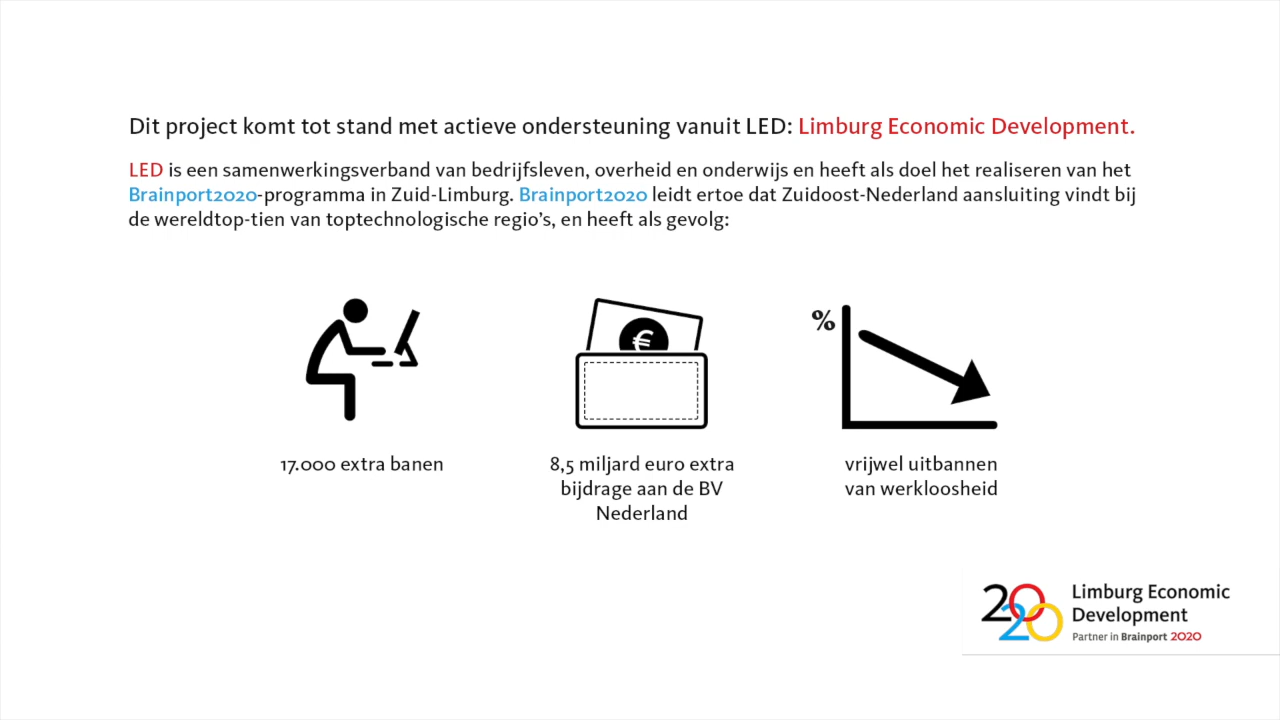 Dit project komt tot stand met actieve ondersteuning vanuit LED: Limburg Economic Development.
LED is een samenwerkingsverband van bedrijfsleven, overheid en onderwijs en heeft als doel het realiseren van het
Brainport2020-programma in Zuid-Limburg. Brainport2020 leidt ertoe dat Zuidoost-Nederland aansluiting vindt bij
de wereldtop-tien van toptechnologische regio's, en heeft als gevolg:
€
%
17.000 extra banen
8,5 miljard euro extra
bijdrage aan de BV
Nederland
vrijwel uitbannen
van werkloosheid
2020
Limburg Economic
Development
Partner in Brainport 2020